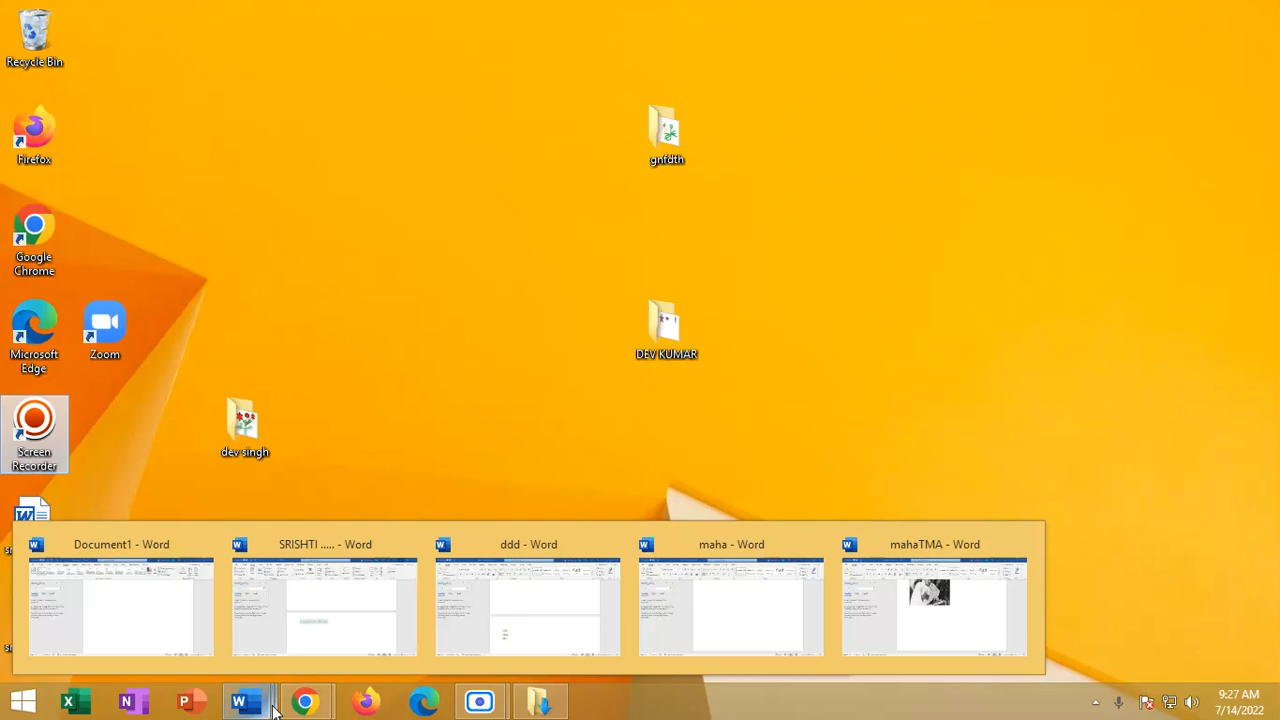 Recycle Bin
Firefox
Google
Chrome
Microsoft
Edge
Zoom
Screen
Recorder
gnfdth
DEV KUMAR
dev singh
Document1 - Word
SRISHTI ..... - Word
ddd - Word
maha - Word
mahaTMA - Word
9:27 AM
7/14/2022